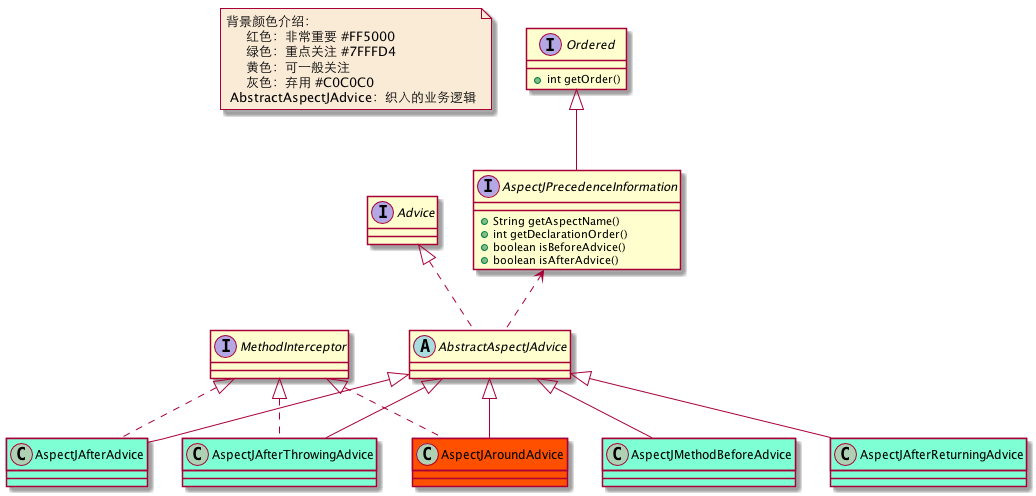 背景颜色介绍：
红色：非常重要 #FF5000
绿色：重点关注 #7FFFD4
黄色：可一般关注
灰色：弃用 #C0C0C0
AbstractAspectJAdvice：织入的业务逻辑
I Ordered
int getOrder()
I AspectJPrecedenceInformation
String getAspectName()
int getDeclarationOrder()
boolean isBeforeAdvice()
boolean isAfterAdvice()
I Advice
I MethodInterceptor
A AbstractAspectJAdvice
C AspectJAfterAdvice
C AspectJAfterThrowingAdvice
C AspectJAroundAdvice
C AspectJMethodBeforeAdvice
C AspectJAfterReturningAdvice